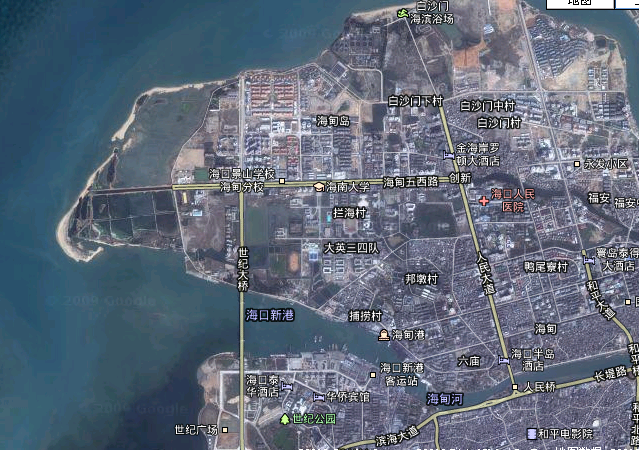 地图
白沙门
海滨浴场
白沙门下村
白沙门中村
白沙门村
海甸岛
金海岸罗
顿大酒店
永发小区
海口景山学校
海甸分校
海南大学
海甸五西路
创新
海口人民
医院
福安
福安
拦海村
大英三四队
世纪大桥
人民大道
邦墩村
鸭尾寮村
寰岛泰得
大酒店
和平大道
海口新港
捕捞村
海甸港
海甸
六庙
海口半岛
酒店
海口新港
客运站
海口泰
华酒店
华侨宾馆
海甸河
人民桥
长堤路
世纪公园
世纪广场
滨海大道
和平电影院
© 2009 Google